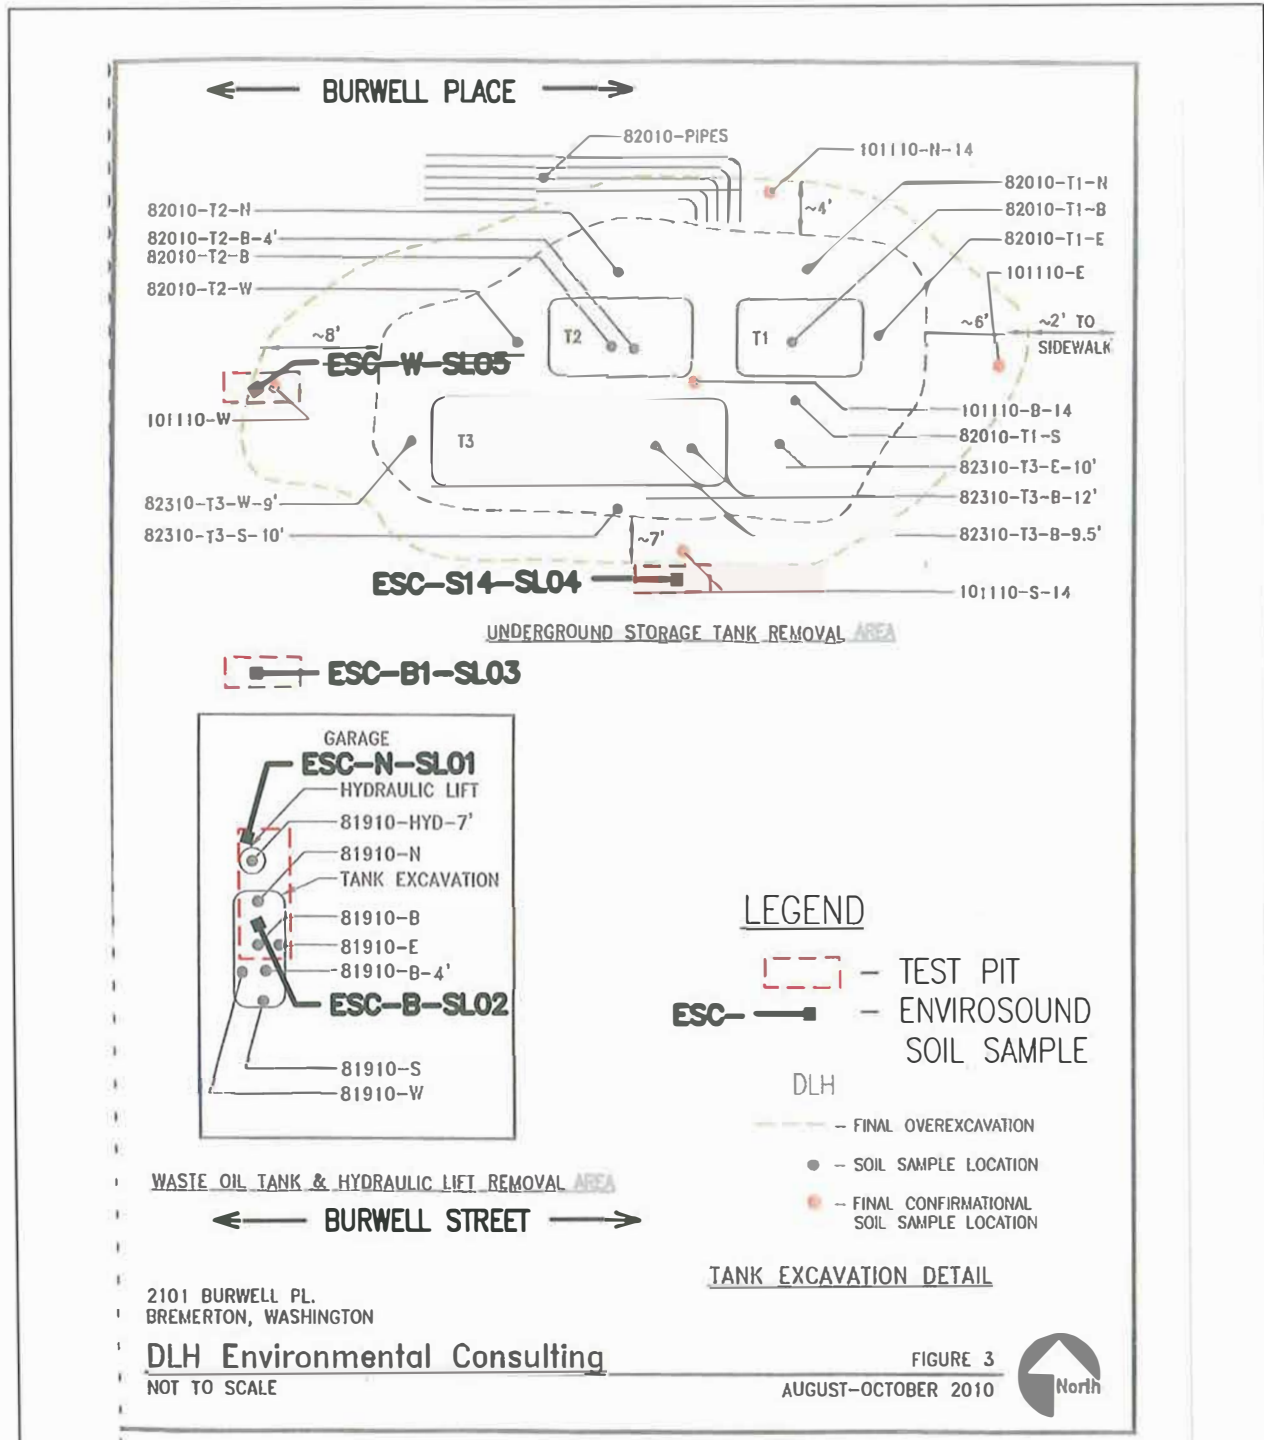 BURWELL PLACE
82010-PIPES
101110-N-14
82010-T1-N
82010-T2-N
~4'
82010-T1-B
82010-T2-B-4'
82010-T1-E
82010-T2-B
101110-E
82010-T2-W
~8'
T2
T1
~6'
~2' TO
SIDEWALK
ESC-W-SL05
101110-W
101110-B-14
T3
82010-T1-S
82310-T3-E-10'
82310-T3-W-9'
82310-T3-B-12'
82310-T3-S-10'
~7'
82310-T3-B-9.5'
ESC-S14-SL04
101110-S-14
UNDERGROUND STORAGE TANK REMOVAL AREA
ESC-B1-SL03
GARAGE
ESC-N-SL01
HYDRAULIC LIFT
81910-HYD-7'
81910-N
TANK EXCAVATION
81910-B
81910-E
81910-B-4'
ESC-B-SL02
81910-S
81910-W
LEGEND
- TEST PIT
ESC- - ENVIROSOUND
SOIL SAMPLE
DLH
- FINAL OVEREXCAVATION
- SOIL SAMPLE LOCATION
- FINAL CONFIRMATIONAL
SOIL SAMPLE LOCATION
WASTE OIL TANK & HYDRAULIC LIFT REMOVAL AREA
BURWELL STREET
TANK EXCAVATION DETAIL
2101 BURWELL PL.
BREMERTON, WASHINGTON
DLH Environmental Consulting
NOT TO SCALE
FIGURE 3
AUGUST-OCTOBER 2010
North